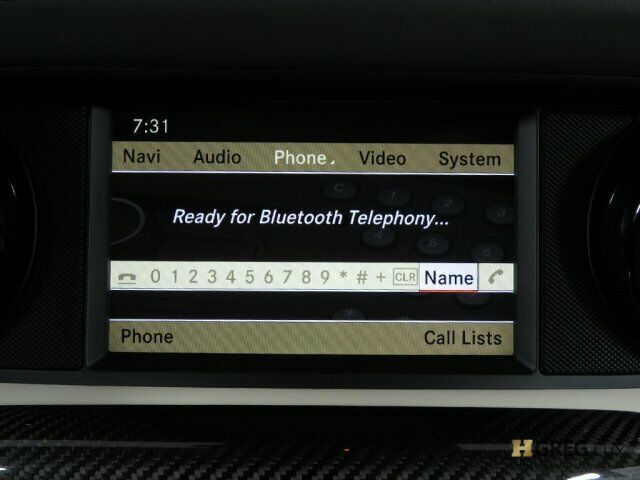 7:31
Navi Audio Phone Video System
Ready for Bluetooth Telephony...
0 1 2 3 4 5 6 7 8 9 * # + CLR Name
Phone Call Lists